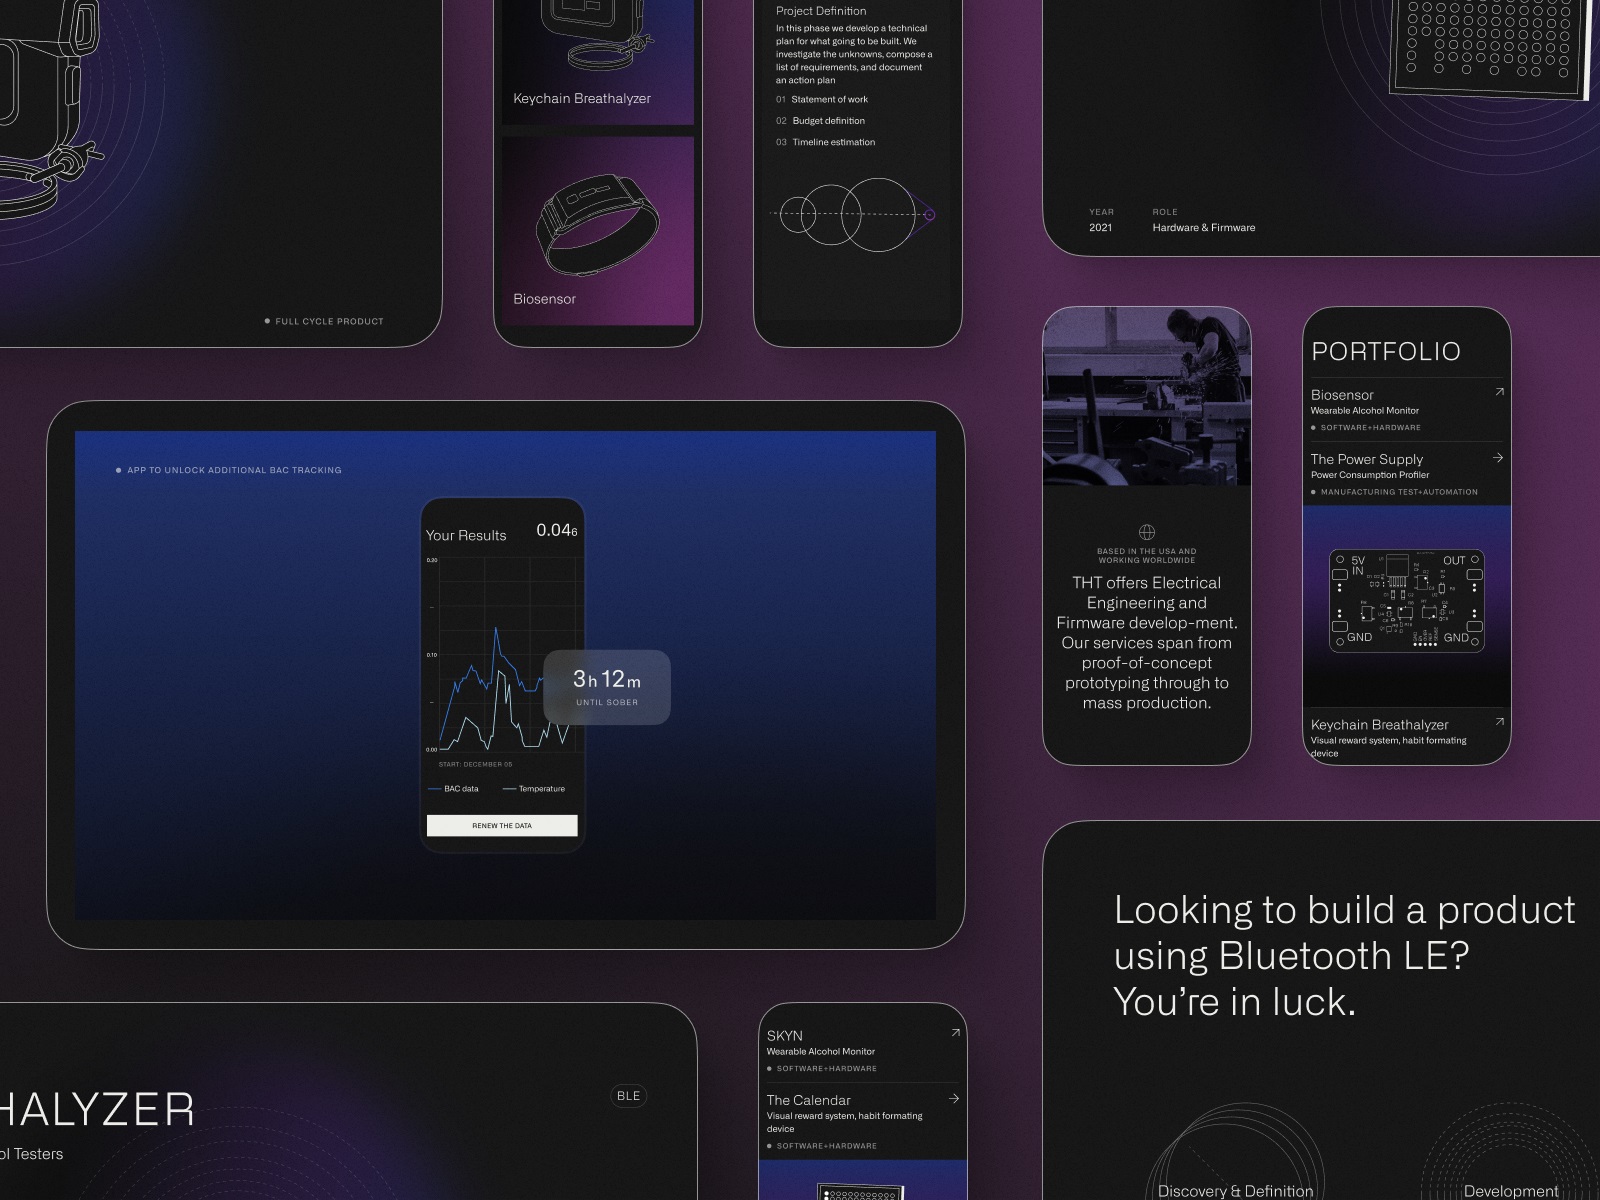 FULL CYCLE PRODUCT
Keychain Breathalyzer
Biosensor
Project Definition
In this phase we develop a technical
plan for what going to be built. We
investigate the unknowns, compose a
list of requirements, and document
an action plan
01 Statement of work
02 Budget definition
03 Timeline estimation
YEAR
2021
ROLE
Hardware & Firmware
APP TO UNLOCK ADDITIONAL BAC TRACKING
Your Results
0.046
0.20
0.10
0.00
3h 12m
UNTIL SOBER
START: DECEMBER 05
BAC data
Temperature
RENEW THE DATA
BASED IN THE USA AND
WORKING WORLDWIDE
THT offers Electrical
Engineering and
Firmware develop-ment.
Our services span from
proof-of-concept
prototyping through to
mass production.
PORTFOLIO
Biosensor
Wearable Alcohol Monitor
SOFTWARE+HARDWARE
The Power Supply
Power Consumption Profiler
MANUFACTURING TEST+AUTOMATION
5V
IN
OUT
GND
GND
Keychain Breathalyzer
Visual reward system, habit formating
device
HALYZER
ol Testers
BLE
SKYN
Wearable Alcohol Monitor
SOFTWARE+HARDWARE
The Calendar
Visual reward system, habit formating
device
SOFTWARE+HARDWARE
Looking to build a product
using Bluetooth LE?
You're in luck.
Discovery & Definition
Development